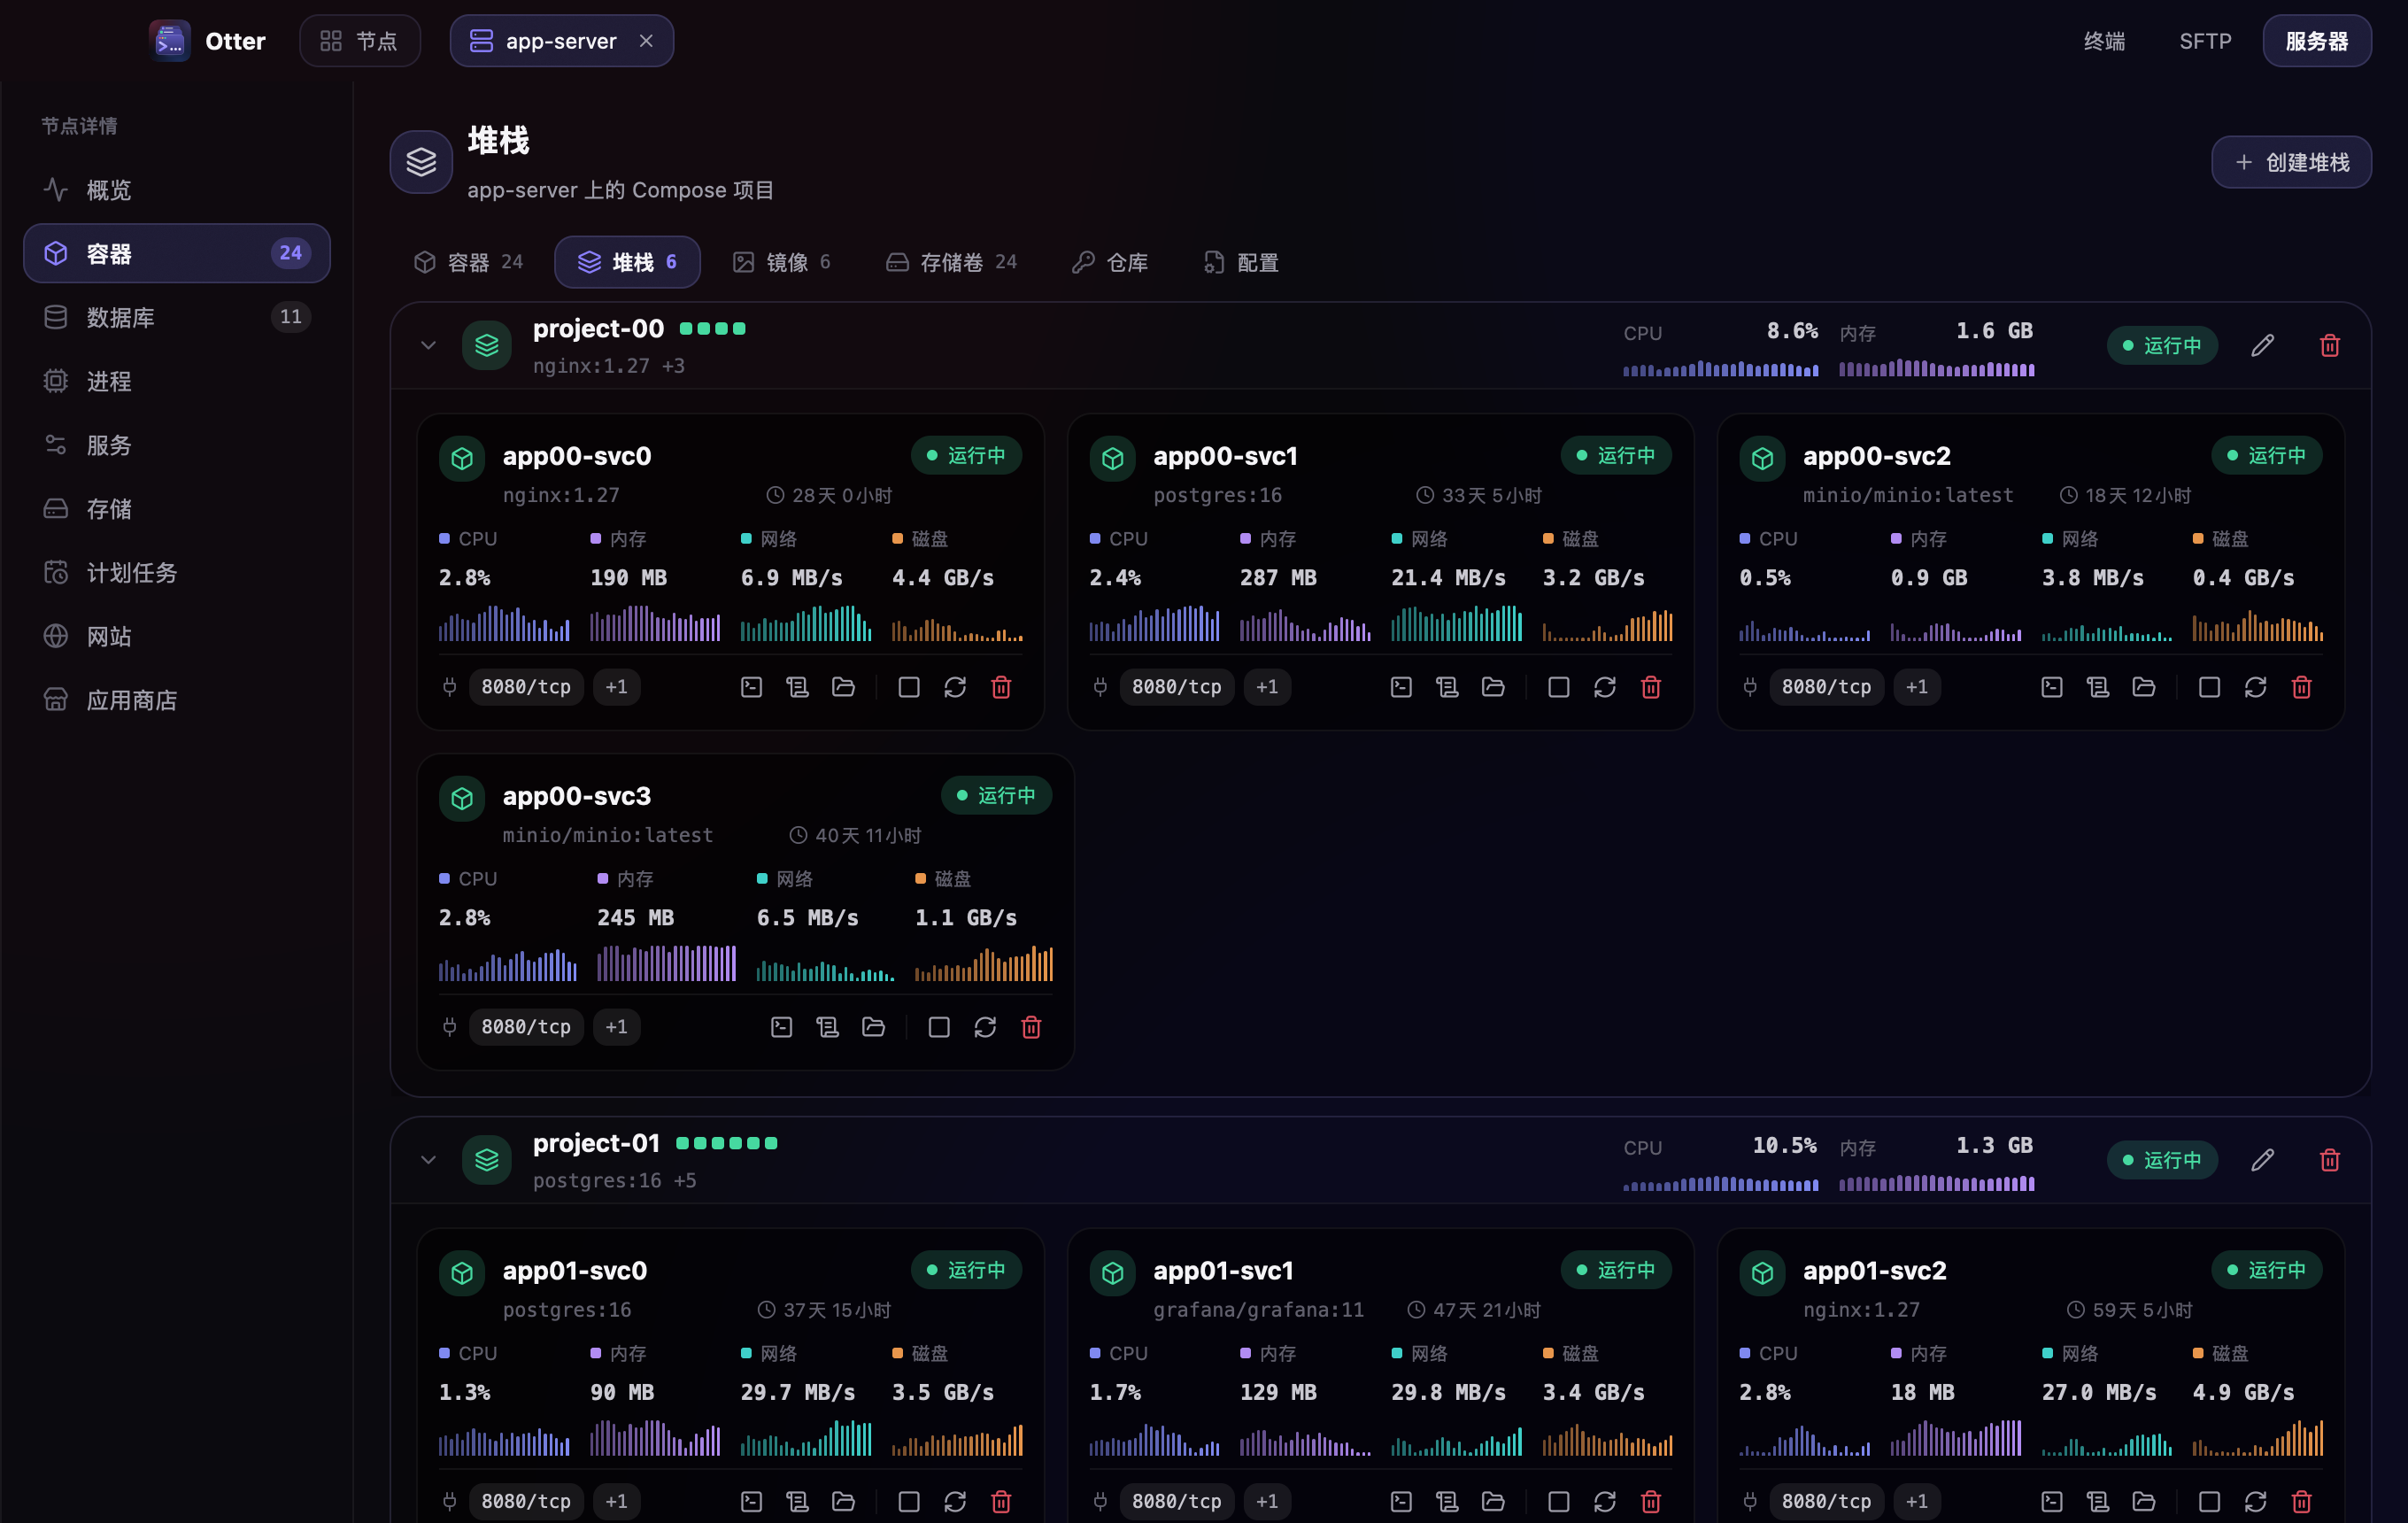 Otter
节点
app-server
终端
SFTP
服务器
节点详情
概览
容器 24
数据库 11
进程
服务
存储
计划任务
网站
应用商店
堆栈
app-server 上的 Compose 项目
创建堆栈
容器 24
堆栈 6
镜像 6
存储卷 24
仓库
配置
project-00
nginx:1.27 +3
CPU 8.6%
内存 1.6 GB
运行中
app00-svc0
运行中
nginx:1.27
28天 0小时
CPU 内存 网络 磁盘
2.8% 190 MB 6.9 MB/s 4.4 GB/s
8080/tcp +1
app00-svc1
运行中
postgres:16
33天 5小时
CPU 内存 网络 磁盘
2.4% 287 MB 21.4 MB/s 3.2 GB/s
8080/tcp +1
app00-svc2
运行中
minio/minio:latest
18天 12小时
CPU 内存 网络 磁盘
0.5% 0.9 GB 3.8 MB/s 0.4 GB/s
8080/tcp +1
app00-svc3
运行中
minio/minio:latest
40天 11小时
CPU 内存 网络 磁盘
2.8% 245 MB 6.5 MB/s 1.1 GB/s
8080/tcp +1
project-01
postgres:16 +5
CPU 10.5%
内存 1.3 GB
运行中
app01-svc0
运行中
postgres:16
37天 15小时
CPU 内存 网络 磁盘
1.3% 90 MB 29.7 MB/s 3.5 GB/s
8080/tcp +1
app01-svc1
运行中
grafana/grafana:11
47天 21小时
CPU 内存 网络 磁盘
1.7% 129 MB 29.8 MB/s 3.4 GB/s
8080/tcp +1
app01-svc2
运行中
nginx:1.27
59天 5小时
CPU 内存 网络 磁盘
2.8% 18 MB 27.0 MB/s 4.9 GB/s
8080/tcp +1